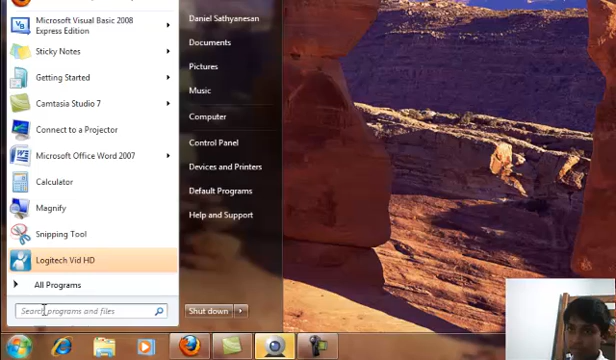 Microsoft Visual Basic 2008
Express Edition
Sticky Notes
Getting Started
Camtasia Studio 7
Connect to a Projector
Microsoft Office Word 2007
Calculator
Magnify
Snipping Tool
Logitech Vid HD
All Programs
Search programs and files
Daniel Sathyanesan
Documents
Pictures
Music
Computer
Control Panel
Devices and Printers
Default Programs
Help and Support
Shut down